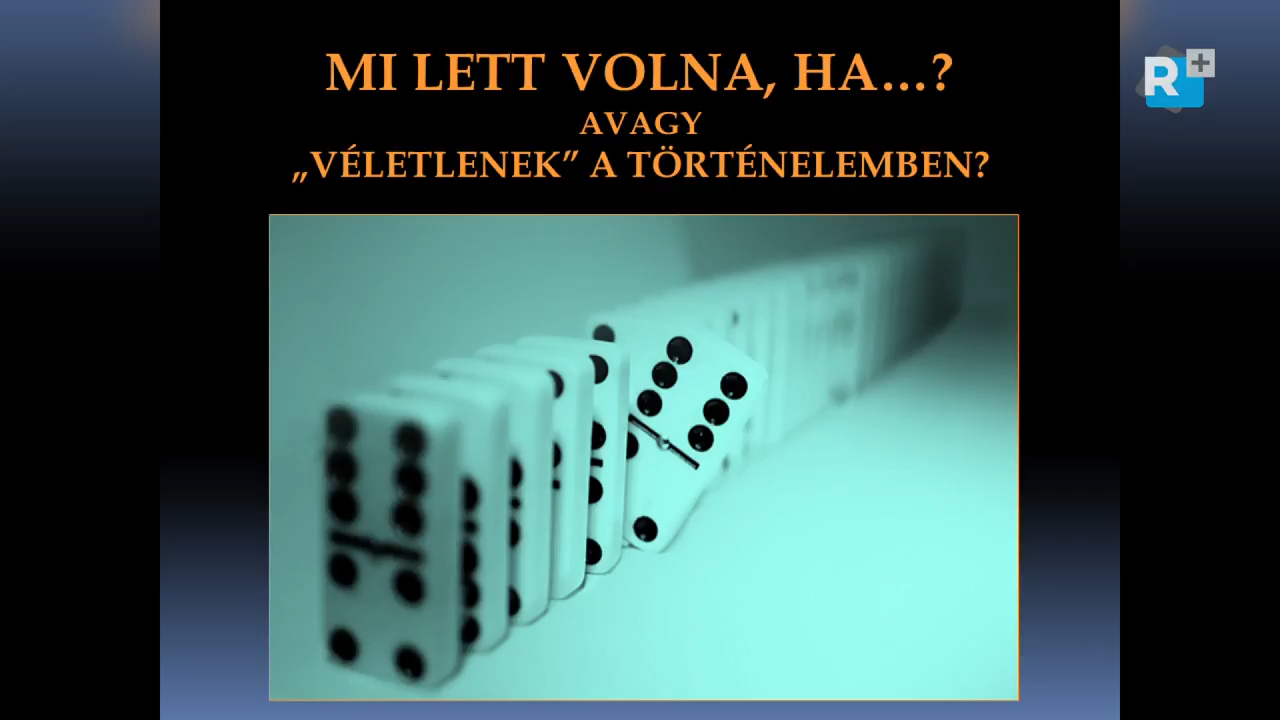 MI LETT VOLNA, HA...?
AVAGY
„VÉLETLENEK” A TÖRTÉNELEMBEN?
R+